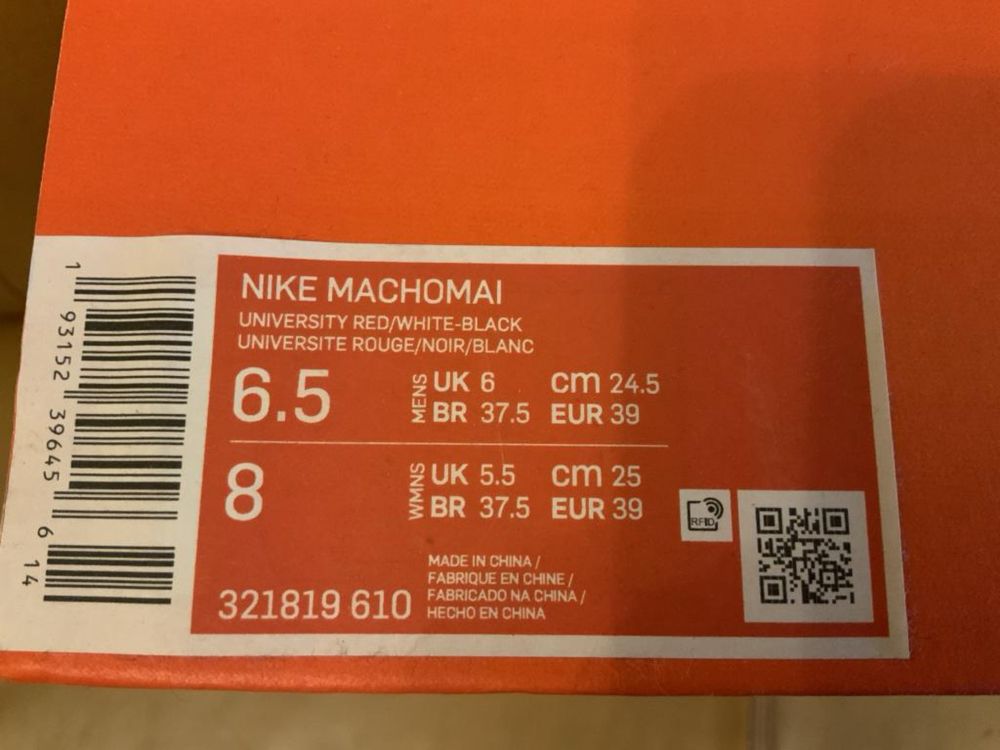 NIKE MACHOMAI
UNIVERSITY RED/WHITE-BLACK
UNIVERSITE ROUGE/NOIR/BLANC
6.5
MENS
UK 6 CM 24.5
BR 37.5 EUR 39
8
WMNS
UK 5.5 CM 25
BR 37.5 EUR 39
RFID
MADE IN CHINA /
FABRIQUE EN CHINE /
FABRICADO NA CHINA /
HECHO EN CHINA
321819 610
1 93152 39645 6 14